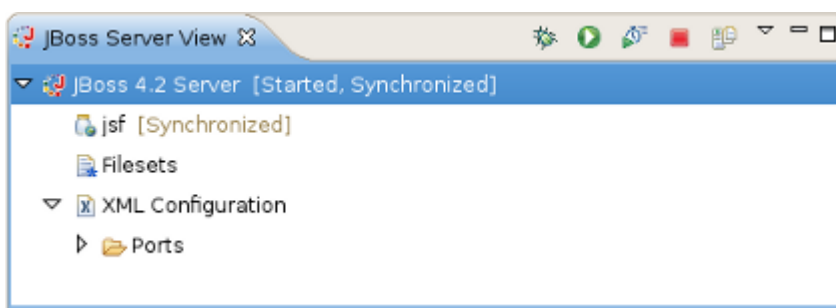 JBoss Server View
JBoss 4.2 Server [Started, Synchronized]
jsf [Synchronized]
Filesets
XML Configuration
Ports